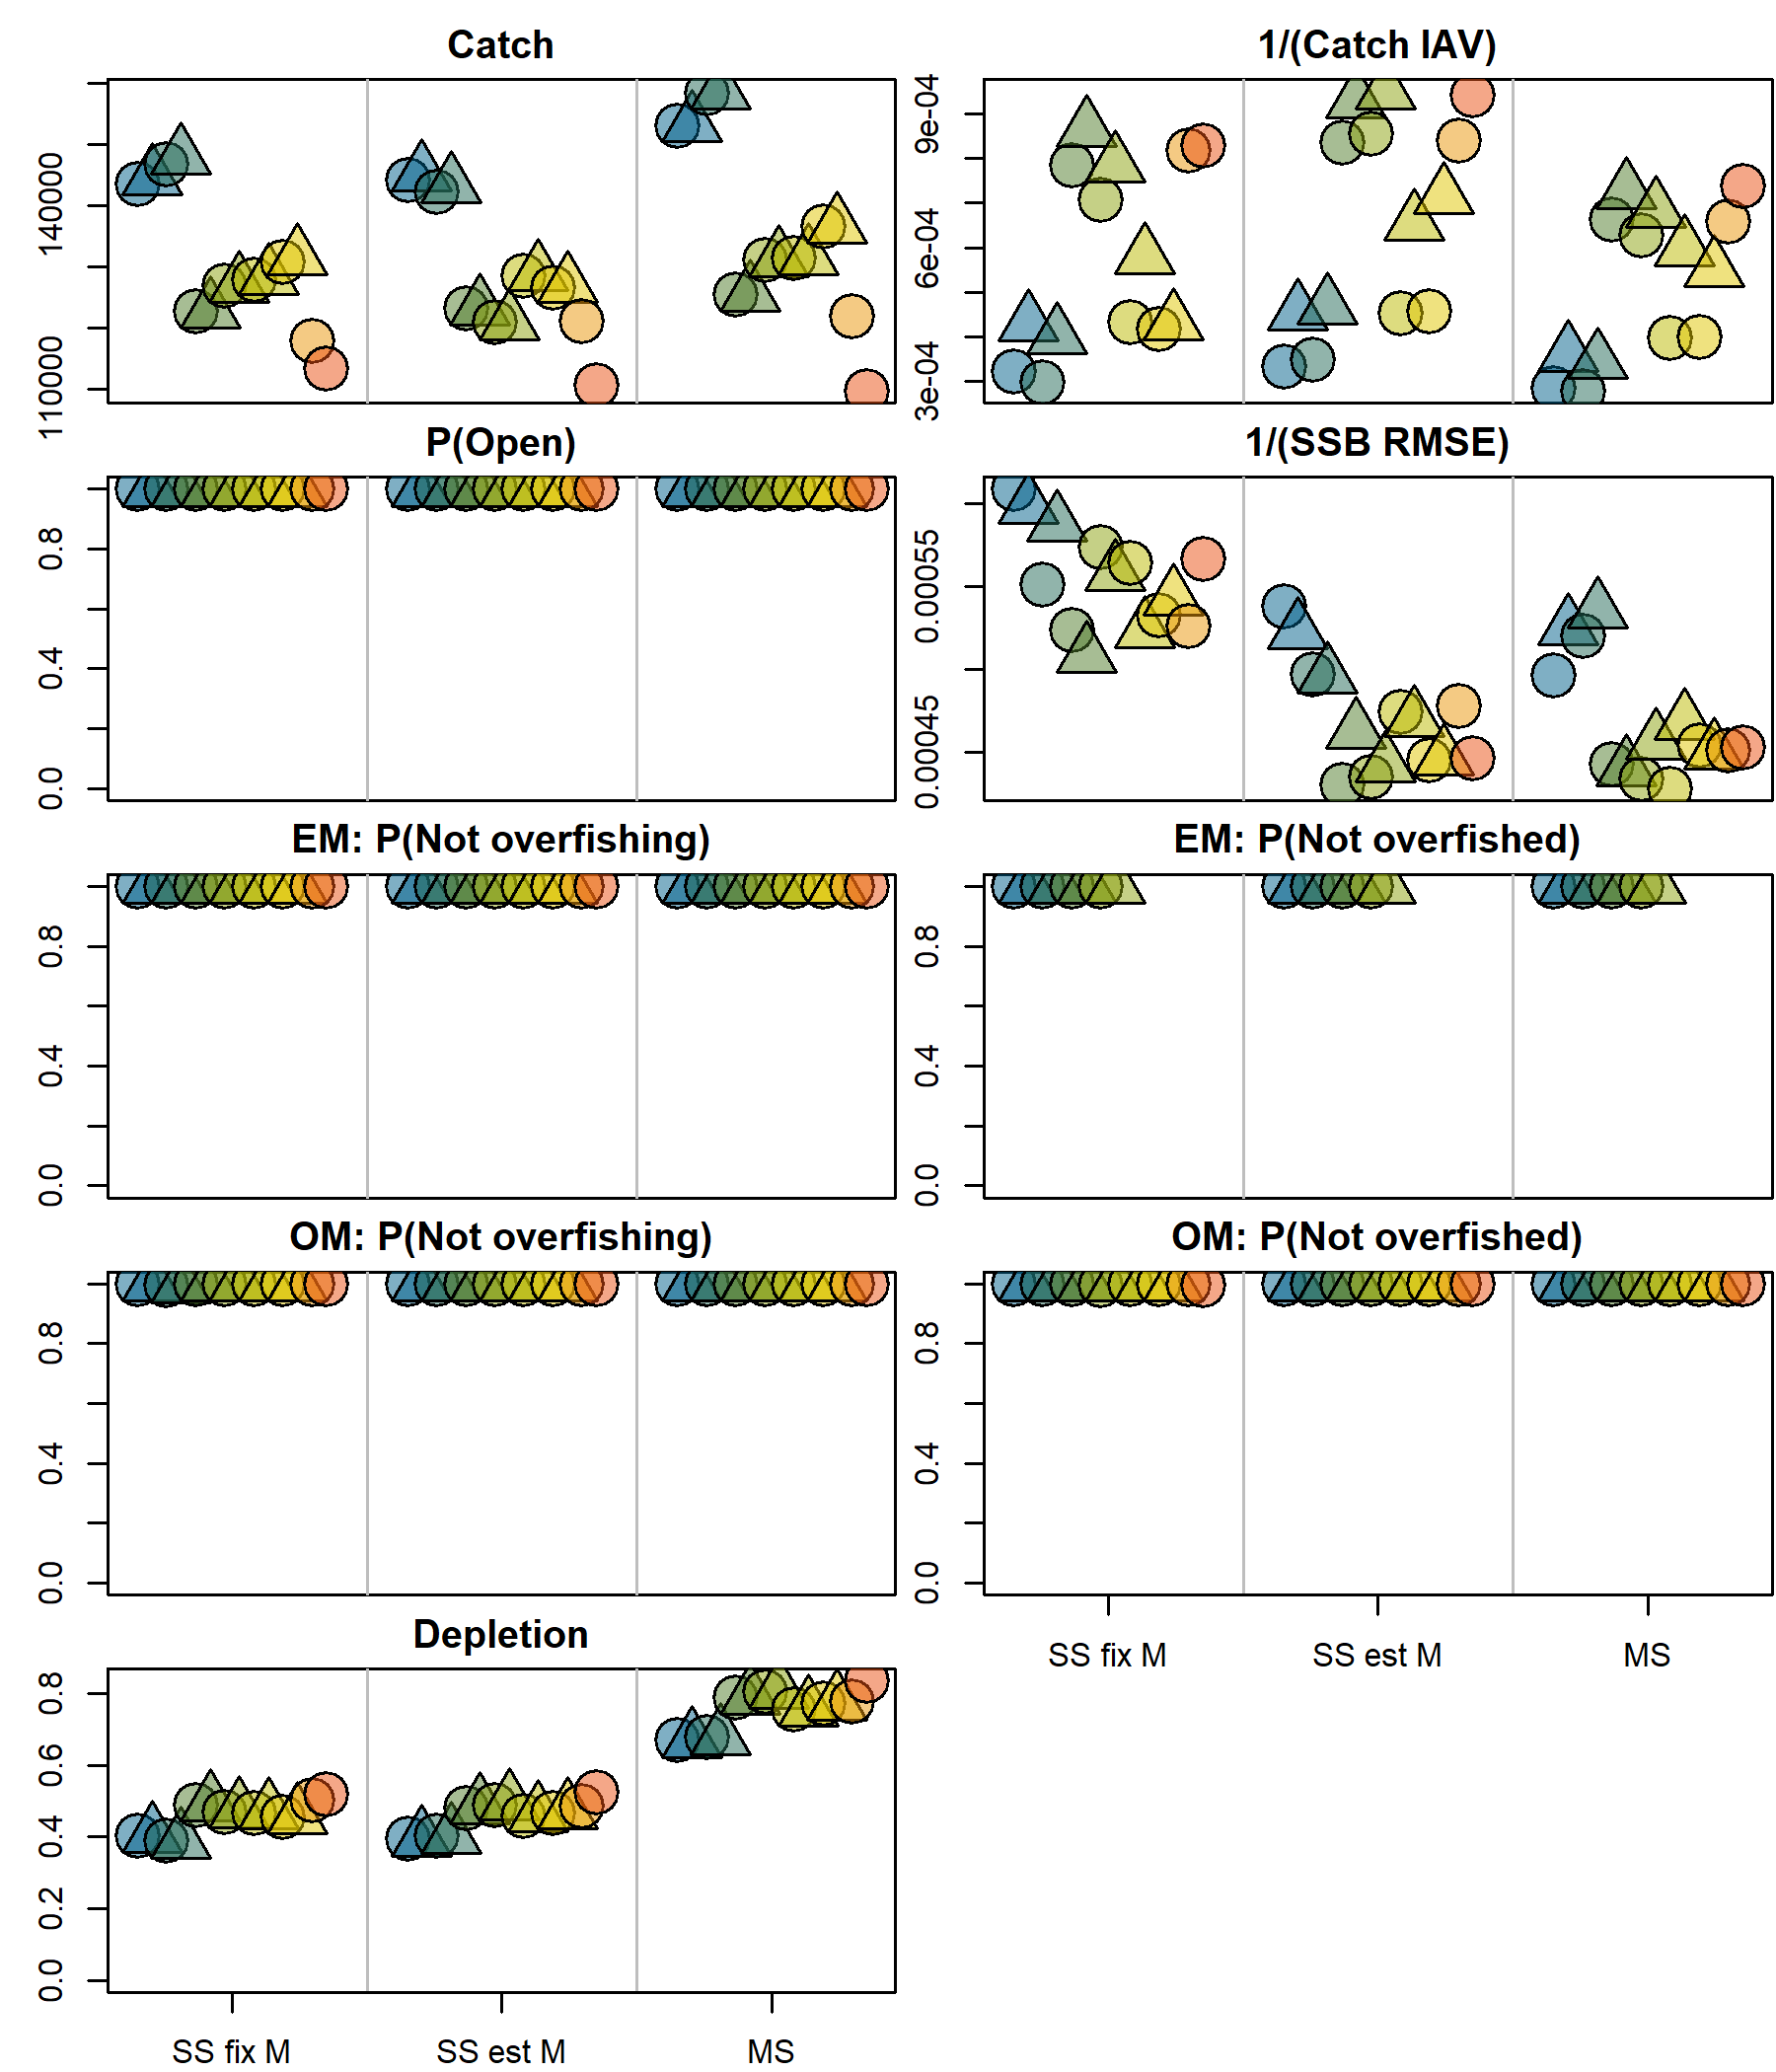 Catch
1/(Catch IAV)
140000
110000
9e-04
6e-04
3e-04
P(Open)
1/(SSB RMSE)
0.8
0.4
0.0
0.00055
0.00045
EM: P(Not overfishing)
EM: P(Not overfished)
0.8
0.4
0.0
0.8
0.4
0.0
OM: P(Not overfishing)
OM: P(Not overfished)
0.8
0.4
0.0
0.8
0.4
0.0
SS fix M SS est M MS
Depletion
0.8
0.6
0.4
0.2
0.0
SS fix M SS est M MS